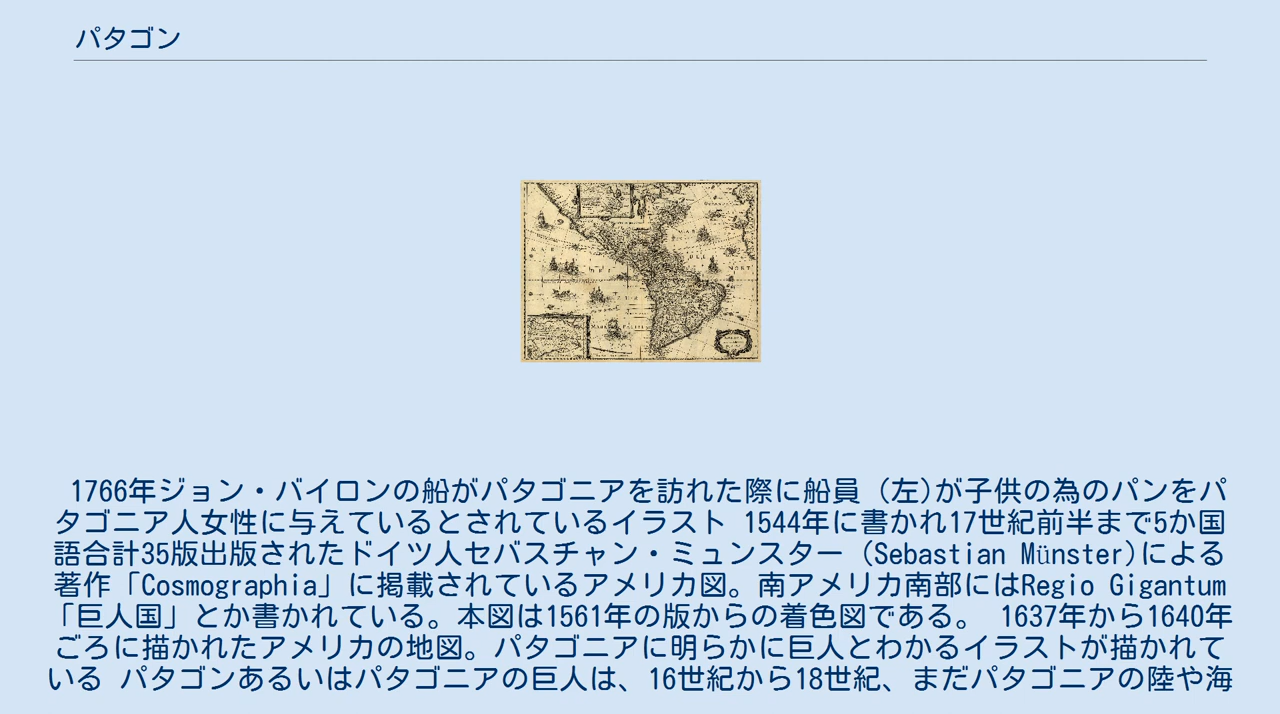 パタゴン
1766年ジョン・バイロンの船がパタゴニアを訪れた際に船員 (左)が子供の為のパンをパ
タゴニア人女性に与えているとされているイラスト 1544年に書かれ17世紀前半まで5か国
語合計35版出版されたドイツ人セバスチャン・ミュンスター (Sebastian Münster)による
著作「Cosmographia」に掲載されているアメリカ図。南アメリカ南部にはRegio Gigantum
「巨人国」とか書かれている。本図は1561年の版からの着色図である。 1637年から1640年
ごろに描かれたアメリカの地図。パタゴニアに明らかに巨人とわかるイラストが描かれて
いる パタゴンあるいはパタゴニアの巨人は、16世紀から18世紀、まだパタゴニアの陸や海